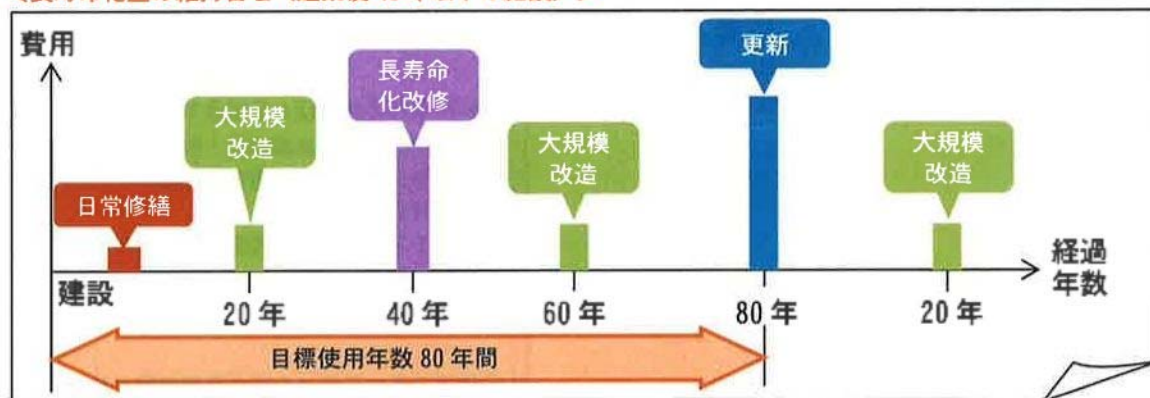 費用
更新
長寿命
化改修
大規模
改造
大規模
改造
大規模
改造
日常修繕
経過
年数
建設
20年
40年
60年
80年
20年
目標使用年数80年間